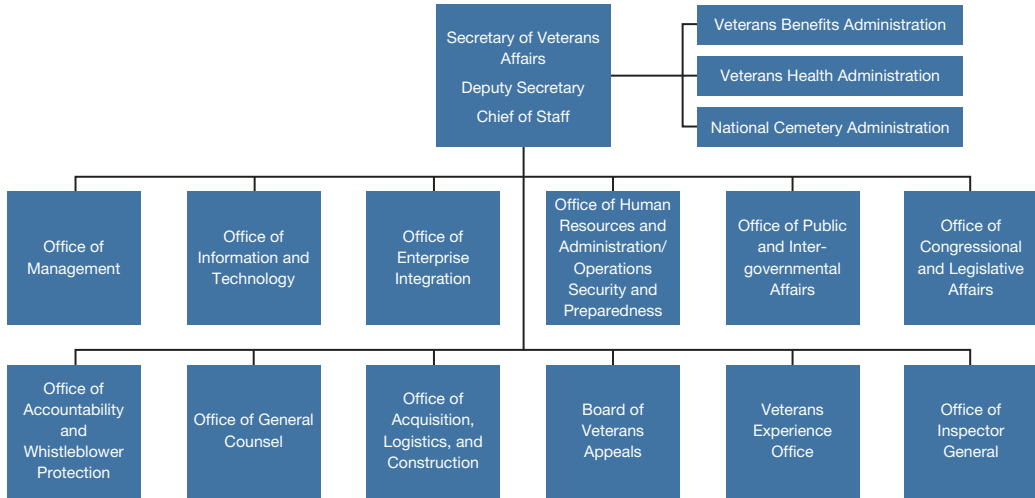 Secretary of Veterans
Affairs
Deputy Secretary
Chief of Staff
Veterans Benefits Administration
Veterans Health Administration
National Cemetery Administration
Office of
Management
Office of
Information and
Technology
Office of
Enterprise
Integration
Office of Human
Resources and
Administration/
Operations
Security and
Preparedness
Office of Public
and Inter-
governmental
Affairs
Office of
Congressional
and Legislative
Affairs
Office of
Accountability
and
Whistleblower
Protection
Office of General
Counsel
Office of
Acquisition,
Logistics, and
Construction
Board of
Veterans
Appeals
Veterans
Experience
Office
Office of
Inspector
General